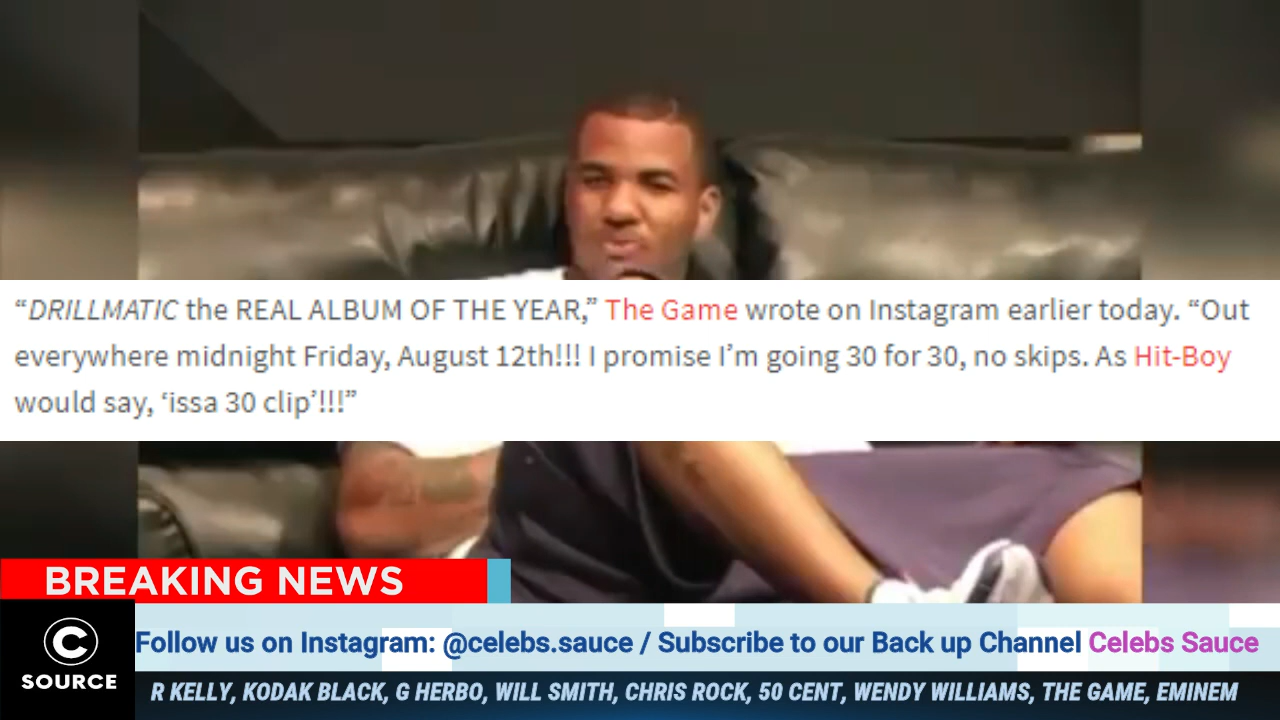 “DRILLMATIC the REAL ALBUM OF THE YEAR,” The Game wrote on Instagram earlier today. “Out
everywhere midnight Friday, August 12th!!! I promise I’m going 30 for 30, no skips. As Hit-Boy
would say, ‘issa 30 clip’!!!”
BREAKING NEWS
C
SOURCE
Follow us on Instagram: @celebs.sauce / Subscribe to our Back up Channel Celebs Sauce
R KELLY, KODAK BLACK, G HERBO, WILL SMITH, CHRIS ROCK, 50 CENT, WENDY WILLIAMS, THE GAME, EMINEM